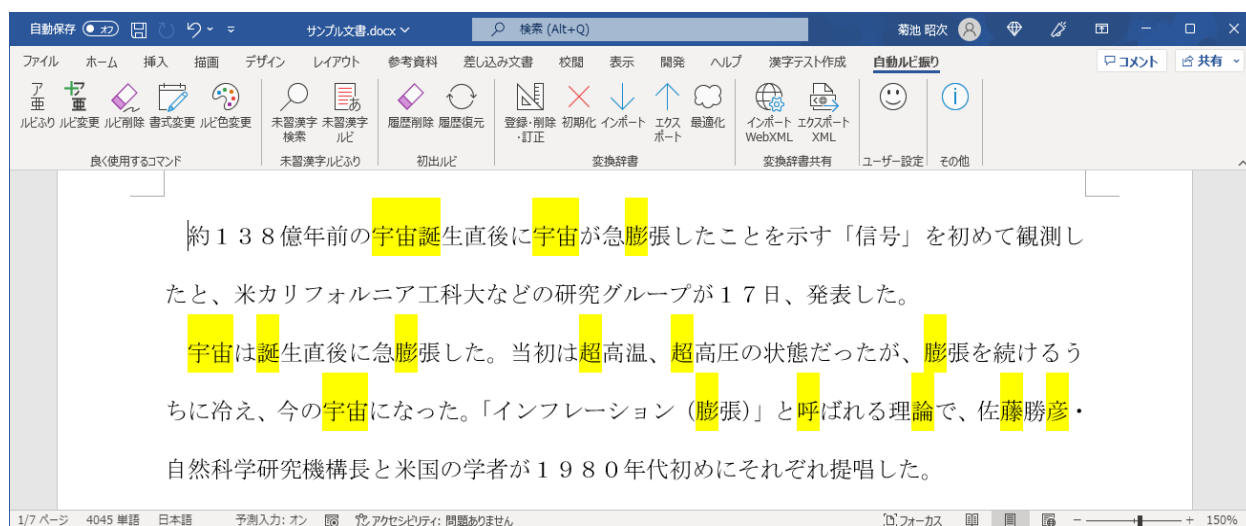 自動保存 オフ サンプル文書.docx 検索 (Alt+Q) 菊池 昭次
ファイル ホーム 挿入 描画 デザイン レイアウト 参考資料 差し込み文書 校閲 表示 開発 ヘルプ 漢字テスト作成 自動ルビ振り コメント 共有
ルビふり ルビ変更 ルビ削除 書式変更 ルビ色変更 未習漢字 未習漢字 履歴削除 履歴復元 登録・削除 初期化 インポート エクス 最適化 インポート エクスポート
検索 ルビ ・訂正 ポート WebXML XML
良く使用するコマンド 未習漢字ルビふり 初出ルビ 変換辞書 変換辞書共有 ユーザー設定 その他
約138億年前の宇宙誕生直後に宇宙が急膨張したことを示す「信号」を初めて観測し
たと、米カリフォルニア工科大などの研究グループが17日、発表した。
宇宙は誕生直後に急膨張した。当初は超高温、超高圧の状態だったが、膨張を続けるう
ちに冷え、今の宇宙になった。「インフレーション（膨張）」と呼ばれる理論で、佐藤勝彦・
自然科学研究機構長と米国の学者が1980年代初めにそれぞれ提唱した。
1/7 ページ 4045 単語 日本語 予測入力: オン アクセシビリティ: 問題ありません フォーカス 150%